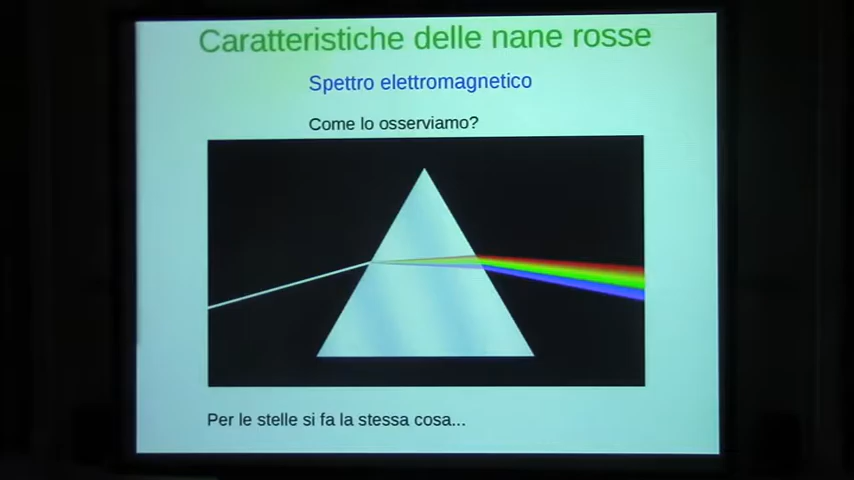 Caratteristiche delle nane rosse
Spettro elettromagnetico
Come lo osserviamo?
Per le stelle si fa la stessa cosa...